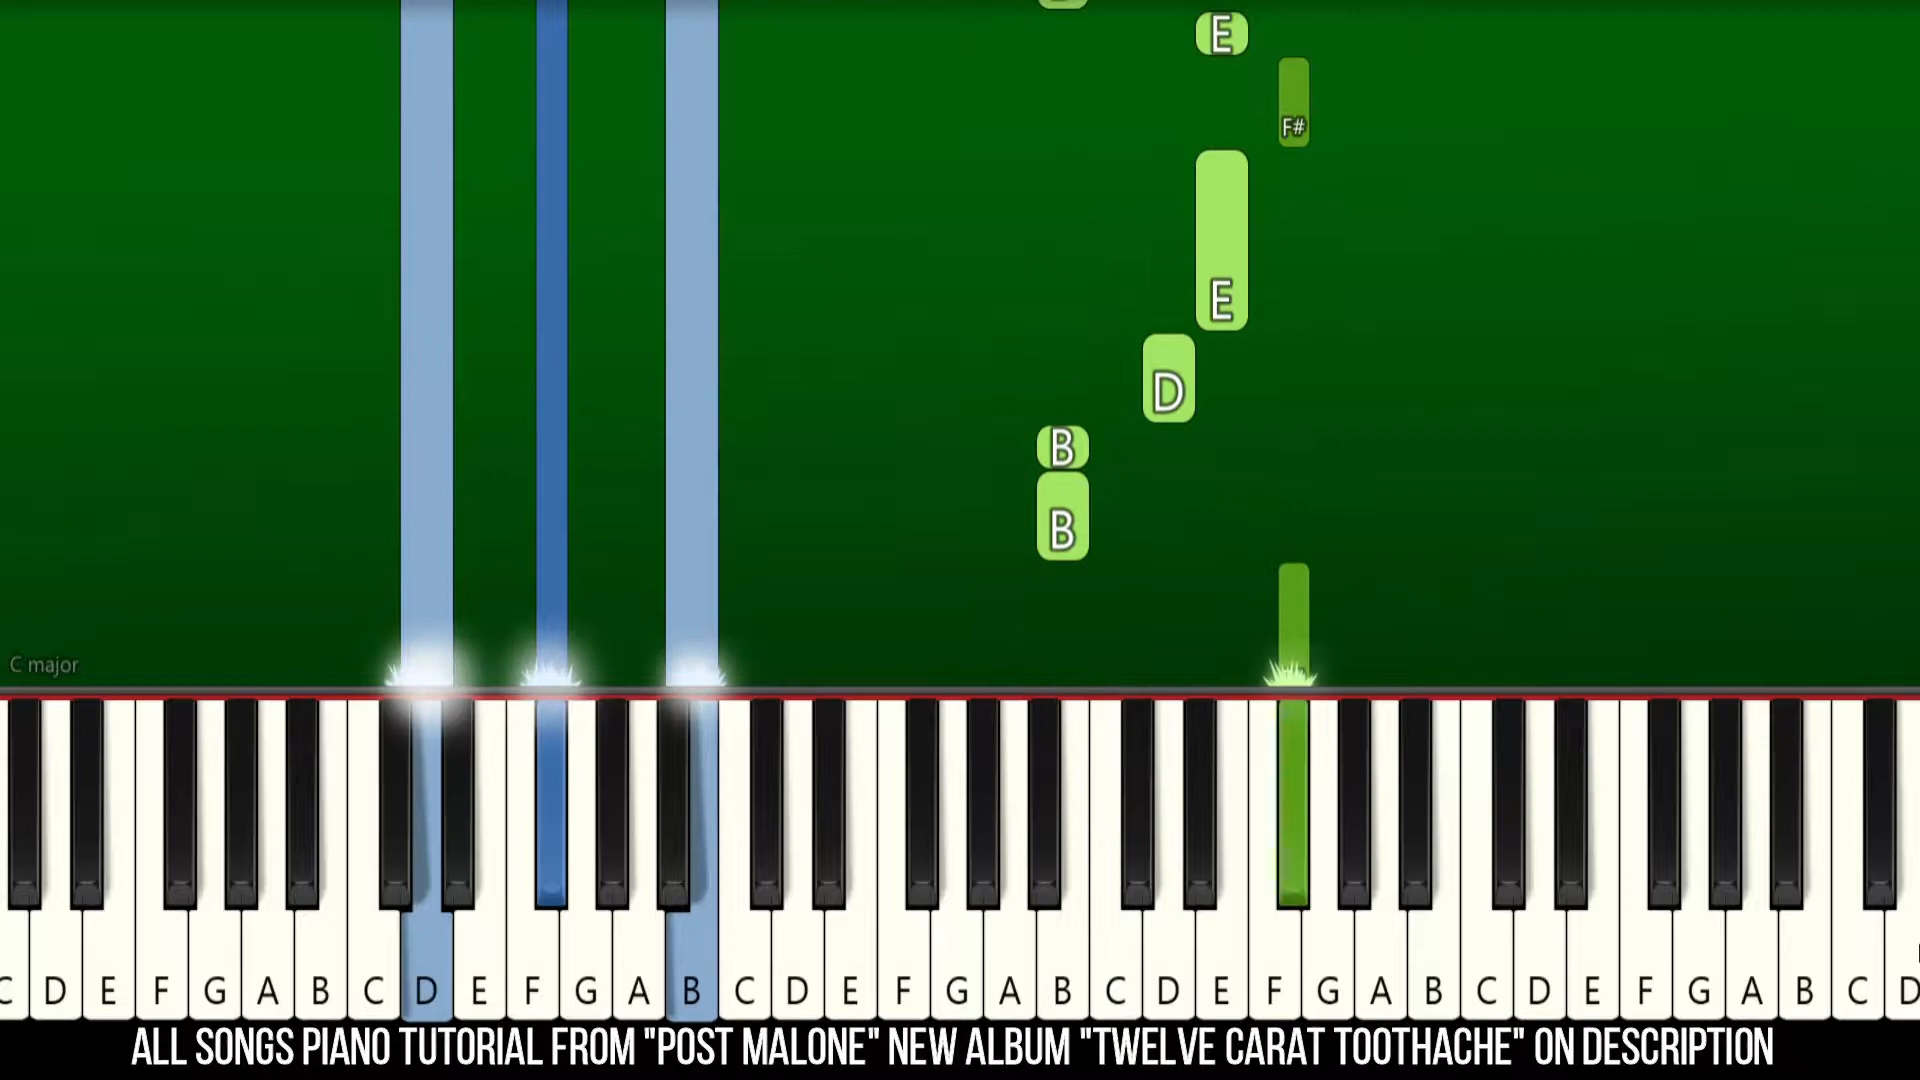 E
F#
E
D
B
B
C major
C D E F G A B C D E F G A B C D E F G A B C D E F G A B C D E F G A B C D
ALL SONGS PIANO TUTORIAL FROM "POST MALONE" NEW ALBUM "TWELVE CARAT TOOTHACHE" ON DESCRIPTION